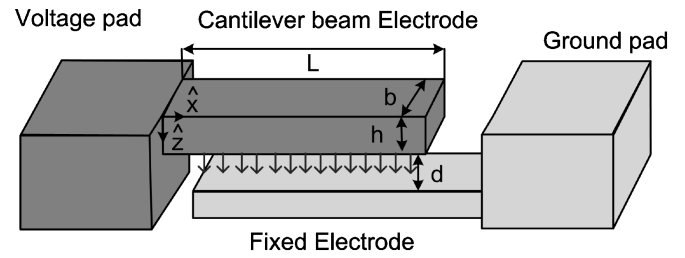 Voltage pad
Cantilever beam Electrode
Ground pad
L
b
x̂
ẑ
h
d
Fixed Electrode